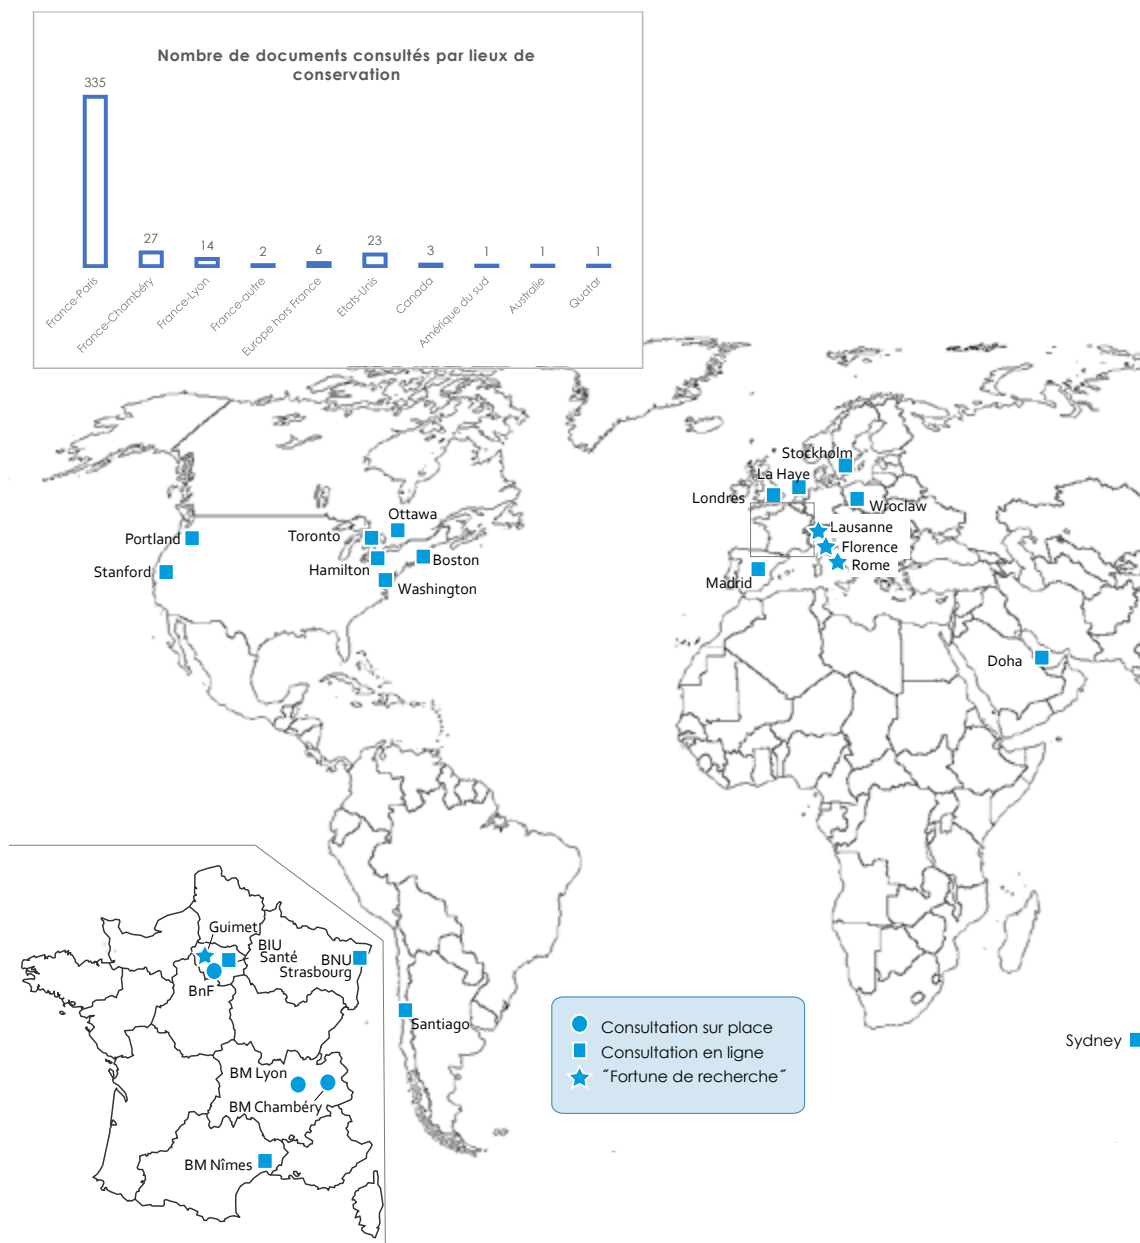 Nombre de documents consultés par lieux de
conservation
335
27
14
2
6
23
3
1
1
1
France-Paris
France-Chambéry
France-Lyon
France-autre
Europe hors France
Etats-Unis
Canada
Amérique du sud
Australie
Quatar
Stockholm
La Haye
Londres
Wroclaw
Ottawa
Portland
Toronto
Lausanne
Florence
Boston
Hamilton
Stanford
Rome
Madrid
Washington
Doha
Guimet
BIU
Santé
BNU
Strasbourg
BnF
Santiago
BM Lyon
BM Chambéry
BM Nîmes
Consultation sur place
Consultation en ligne
˝Fortune de recherche˝
Sydney